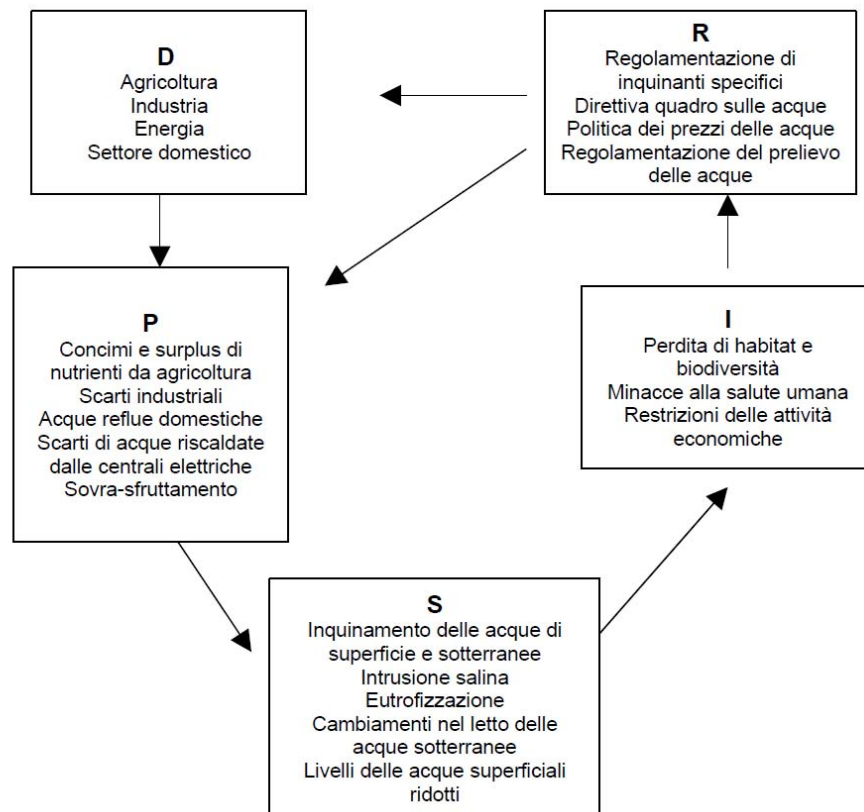 D
Agricoltura
Industria
Energia
Settore domestico
R
Regolamentazione di
inquinanti specifici
Direttiva quadro sulle acque
Politica dei prezzi delle acque
Regolamentazione del prelievo
delle acque
P
Concimi e surplus di
nutrienti da agricoltura
Scarti industriali
Acque reflue domestiche
Scarti di acque riscaldate
dalle centrali elettriche
Sovra-sfruttamento
I
Perdita di habitat e
biodiversità
Minacce alla salute umana
Restrizioni delle attività
economiche
S
Inquinamento delle acque di
superficie e sotterranee
Intrusione salina
Eutrofizzazione
Cambiamenti nel letto delle
acque sotterranee
Livelli delle acque superficiali
ridotti